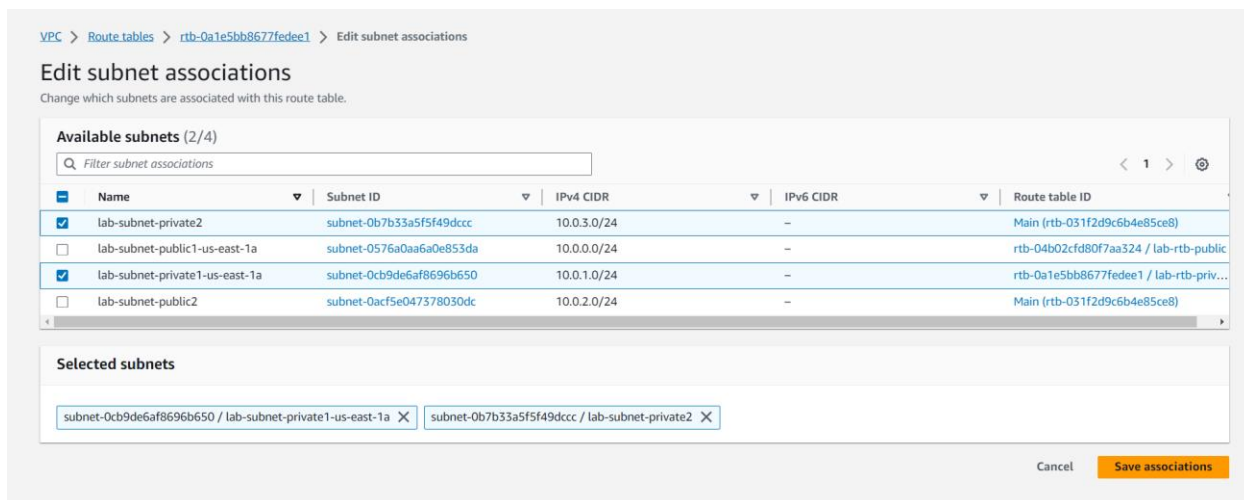 VPC > Route tables > rtb-0a1e5bb8677fedee1 > Edit subnet associations
Edit subnet associations
Change which subnets are associated with this route table.
Available subnets (2/4)
Filter subnet associations
< 1 >
Name Subnet ID IPv4 CIDR IPv6 CIDR Route table ID
lab-subnet-private2 subnet-0b7b33a5f5f49dccc 10.0.3.0/24 – Main (rtb-031f2d9c6b4e85ce8)
lab-subnet-public1-us-east-1a subnet-0576a0aa6a0e853da 10.0.0.0/24 – rtb-04b02cfd80f7aa324 / lab-rtb-public
lab-subnet-private1-us-east-1a subnet-0cb9de6af8696b650 10.0.1.0/24 – rtb-0a1e5bb8677fedee1 / lab-rtb-priv...
lab-subnet-public2 subnet-0acf5e047378030dc 10.0.2.0/24 – Main (rtb-031f2d9c6b4e85ce8)
Selected subnets
subnet-0cb9de6af8696b650 / lab-subnet-private1-us-east-1a X subnet-0b7b33a5f5f49dccc / lab-subnet-private2 X
Cancel Save associations